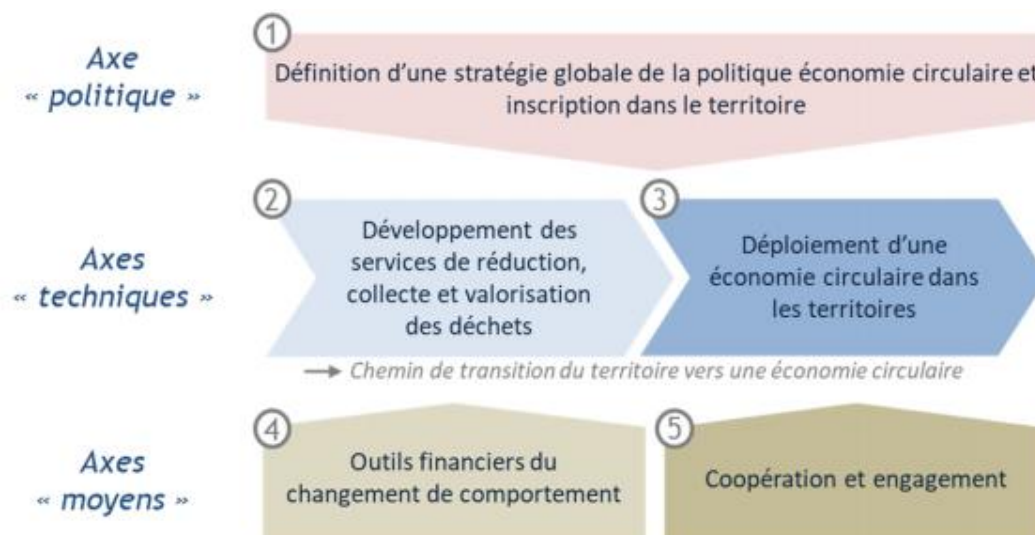 Axe
« politique »
1
Définition d’une stratégie globale de la politique économie circulaire et
inscription dans le territoire
Axes
« techniques »
2
Développement des
services de réduction,
collecte et valorisation
des déchets
3
Déploiement d’une
économie circulaire dans
les territoires
Chemin de transition du territoire vers une économie circulaire
Axes
« moyens »
4
Outils financiers du
changement de comportement
5
Coopération et engagement